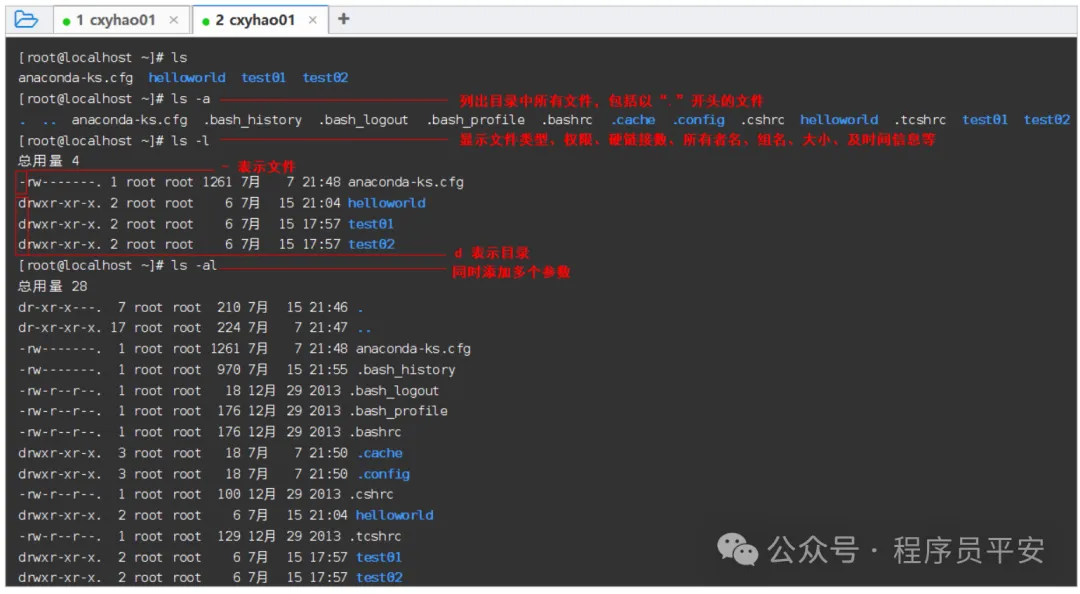 1 cxyhao01 × 2 cxyhao01 × +
[root@localhost ~]# ls
anaconda-ks.cfg helloworld test01 test02
[root@localhost ~]# ls -a 列出目录中所有文件，包括以“.”开头的文件
. .. anaconda-ks.cfg .bash_history .bash_logout .bash_profile .bashrc .cache .config .cshrc helloworld .tcshrc test01 test02
[root@localhost ~]# ls -l 显示文件类型、权限、硬链接数、所有者名、组名、大小、及时间信息等
总用量 4
- 表示文件
-rw-------. 1 root root 1261 7月 7 21:48 anaconda-ks.cfg
drwxr-xr-x. 2 root root 6 7月 15 21:04 helloworld
drwxr-xr-x. 2 root root 6 7月 15 17:57 test01
drwxr-xr-x. 2 root root 6 7月 15 17:57 test02
d 表示目录
[root@localhost ~]# ls -al 同时添加多个参数
总用量 28
dr-xr-x---. 7 root root 210 7月 15 21:46 .
dr-xr-xr-x. 17 root root 224 7月 7 21:47 ..
-rw-------. 1 root root 1261 7月 7 21:48 anaconda-ks.cfg
-rw-------. 1 root root 970 7月 15 21:55 .bash_history
-rw-r--r--. 1 root root 18 12月 29 2013 .bash_logout
-rw-r--r--. 1 root root 176 12月 29 2013 .bash_profile
-rw-r--r--. 1 root root 176 12月 29 2013 .bashrc
drwxr-xr-x. 3 root root 18 7月 7 21:50 .cache
drwxr-xr-x. 3 root root 18 7月 7 21:50 .config
-rw-r--r--. 1 root root 100 12月 29 2013 .cshrc
drwxr-xr-x. 2 root root 6 7月 15 21:04 helloworld
-rw-r--r--. 1 root root 129 12月 29 2013 .tcshrc
drwxr-xr-x. 2 root root 6 7月 15 17:57 test01
drwxr-xr-x. 2 root root 6 7月 15 17:57 test02
公众号 · 程序员平安